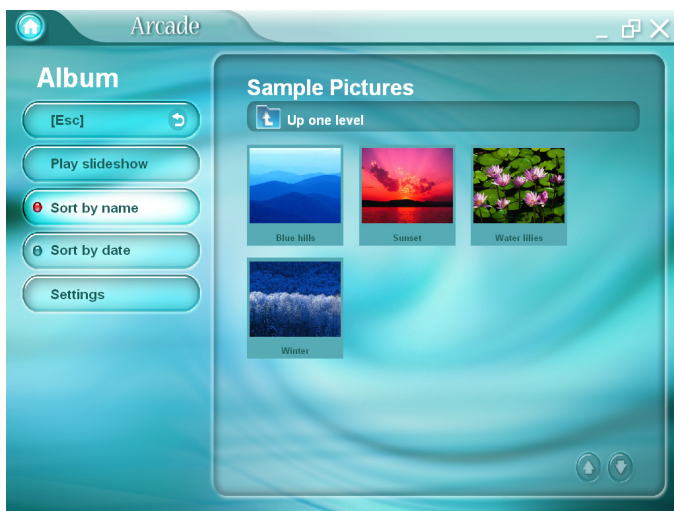 Arcade
Album
[Esc]
Play slideshow
Sort by name
Sort by date
Settings
Sample Pictures
Up one level
Blue hills
Sunset
Water lilies
Winter